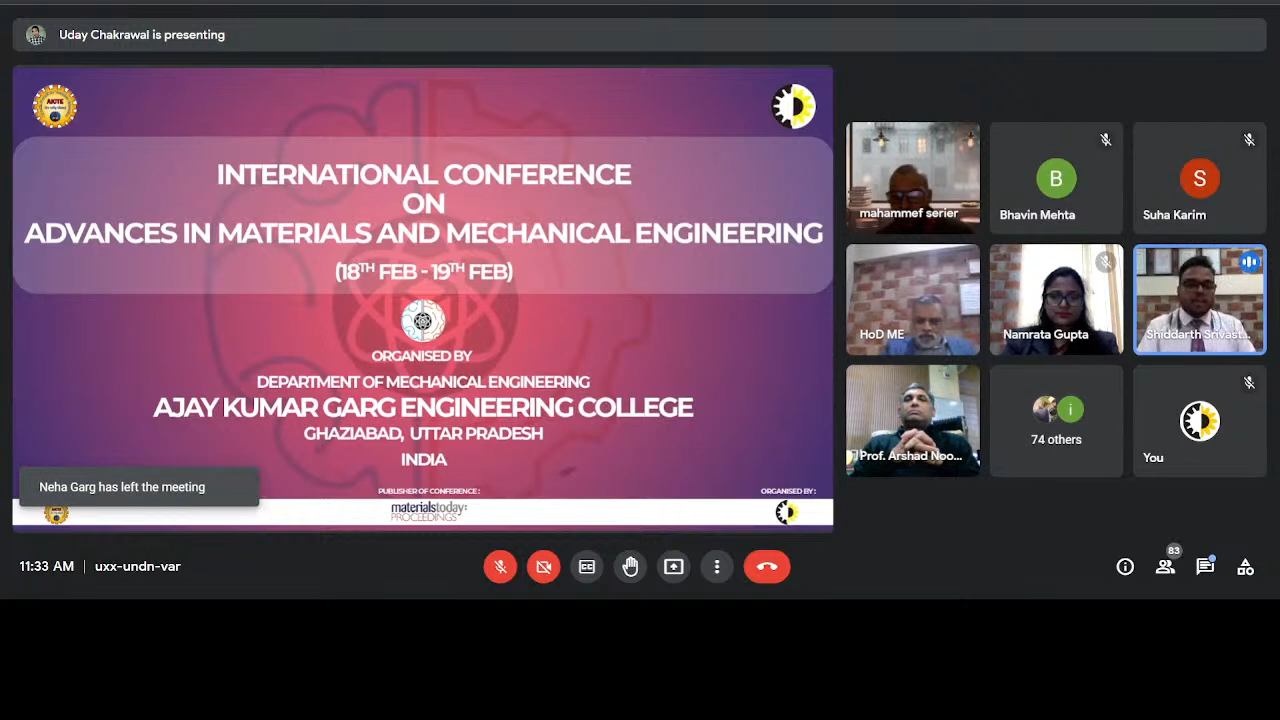 Uday Chakrawal is presenting
AICTE
INTERNATIONAL CONFERENCE
ON
ADVANCES IN MATERIALS AND MECHANICAL ENGINEERING
(18TH FEB - 19TH FEB)
ORGANISED BY
DEPARTMENT OF MECHANICAL ENGINEERING
AJAY KUMAR GARG ENGINEERING COLLEGE
GHAZIABAD, UTTAR PRADESH
INDIA
PUBLISHER OF CONFERENCE :
ORGANISED BY :
materialstoday:
PROCEEDINGS
Neha Garg has left the meeting
mahammef serier
B
Bhavin Mehta
S
Suha Karim
HoD ME
Namrata Gupta
Shiddarth Srivast...
Prof. Arshad Noo...
i
74 others
You
11:33 AM | uxx-undn-var
83